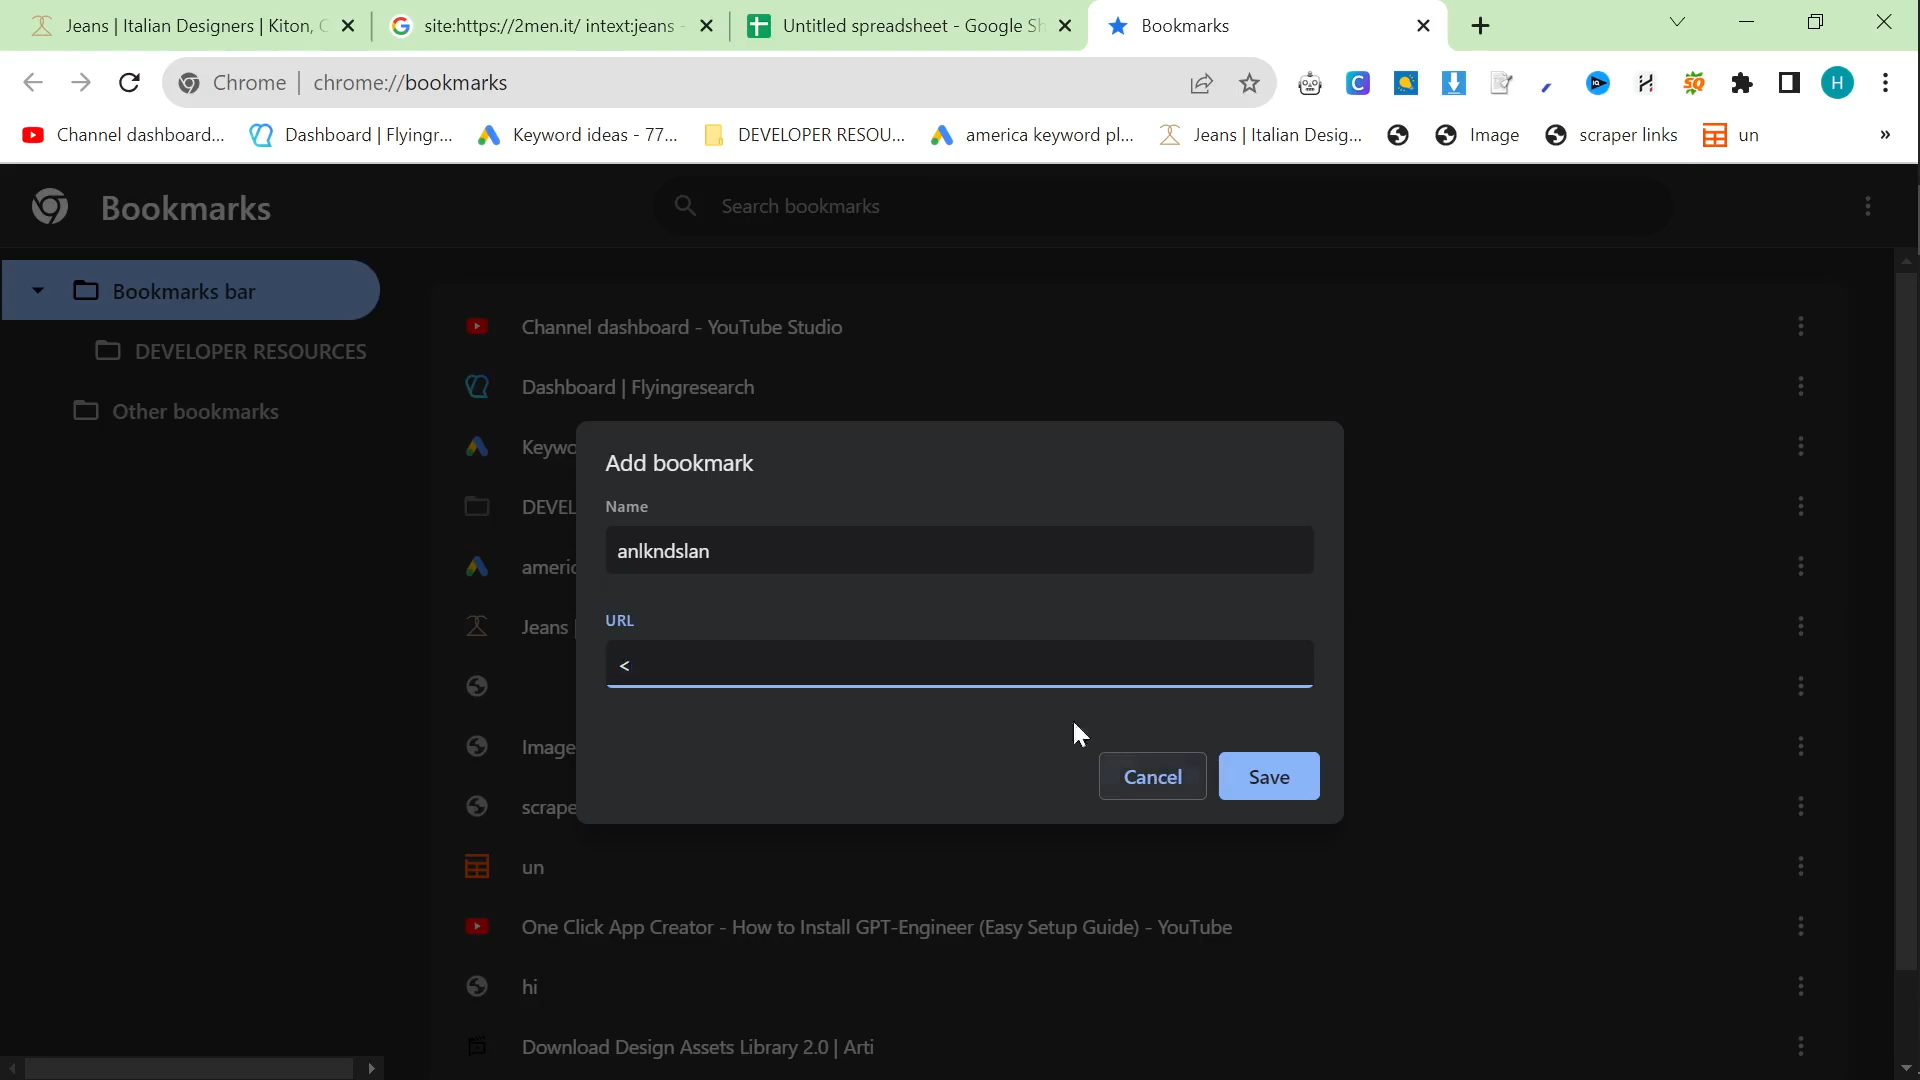 Jeans | Italian Designers | Kiton, C
site:https://2men.it/ intext:jeans -
Untitled spreadsheet - Google Sh
Bookmarks
Chrome | chrome://bookmarks
H
Channel dashboard...
Dashboard | Flyingr...
Keyword ideas - 77...
DEVELOPER RESOU...
america keyword pl...
Jeans | Italian Desig...
Image
scraper links
un
»
Bookmarks
Search bookmarks
Bookmarks bar
DEVELOPER RESOURCES
Other bookmarks
Channel dashboard - YouTube Studio
Dashboard | Flyingresearch
Keywo
DEVEL
americ
Jeans |
Image
scrape
un
One Click App Creator - How to Install GPT-Engineer (Easy Setup Guide) - YouTube
hi
Download Design Assets Library 2.0 | Arti
Add bookmark
Name
anlkndslan
URL
<
Cancel
Save